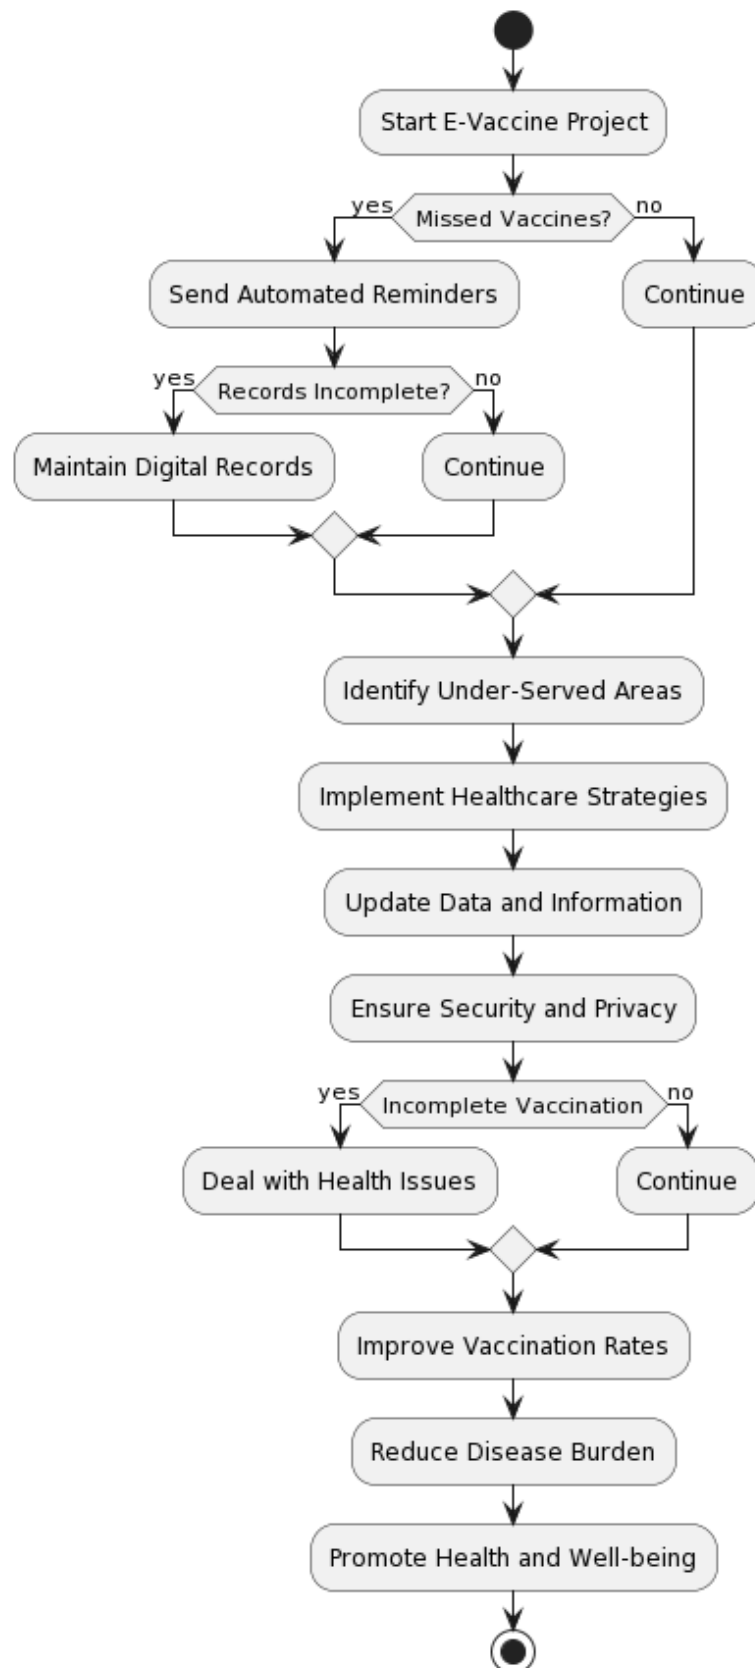 Start E-Vaccine Project
yes
Missed Vaccines?
no
Send Automated Reminders
Continue
yes
Records Incomplete?
no
Maintain Digital Records
Continue
Identify Under-Served Areas
Implement Healthcare Strategies
Update Data and Information
Ensure Security and Privacy
yes
Incomplete Vaccination
no
Deal with Health Issues
Continue
Improve Vaccination Rates
Reduce Disease Burden
Promote Health and Well-being